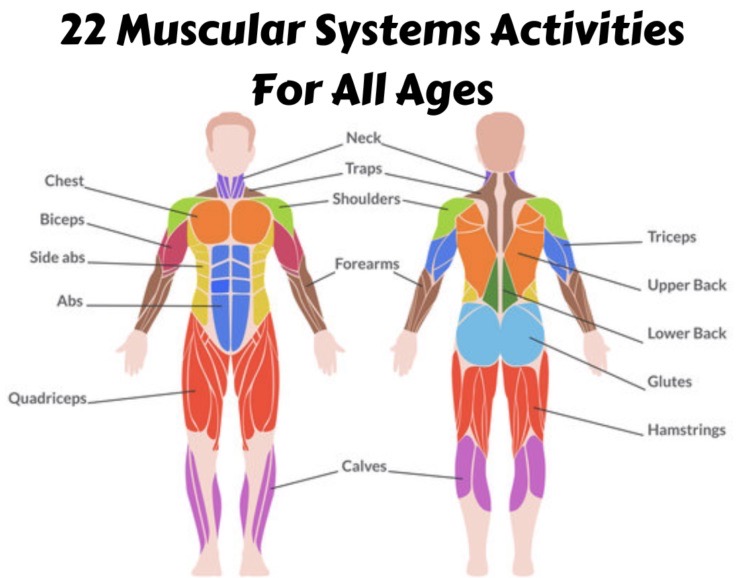 22 Muscular Systems Activities
For All Ages
Neck
Traps
Shoulders
Forearms
Calves
Chest
Biceps
Side abs
Abs
Quadriceps
Triceps
Upper Back
Lower Back
Glutes
Hamstrings